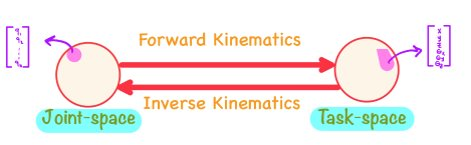 Forward Kinematics
Inverse Kinematics
Joint-space
Task-space